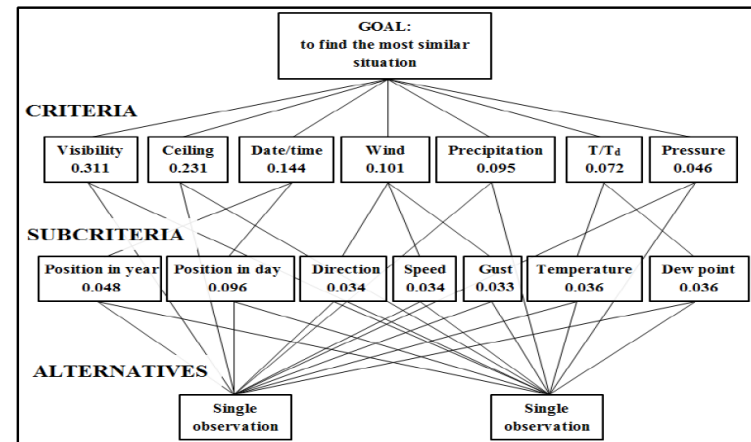 GOAL:
to find the most similar
situation
CRITERIA
Visibility
0.311
Ceiling
0.231
Date/time
0.144
Wind
0.101
Precipitation
0.095
T/Td
0.072
Pressure
0.046
SUBCRITERIA
Position in year
0.048
Position in day
0.096
Direction
0.034
Speed
0.034
Gust
0.033
Temperature
0.036
Dew point
0.036
ALTERNATIVES
Single
observation
Single
observation